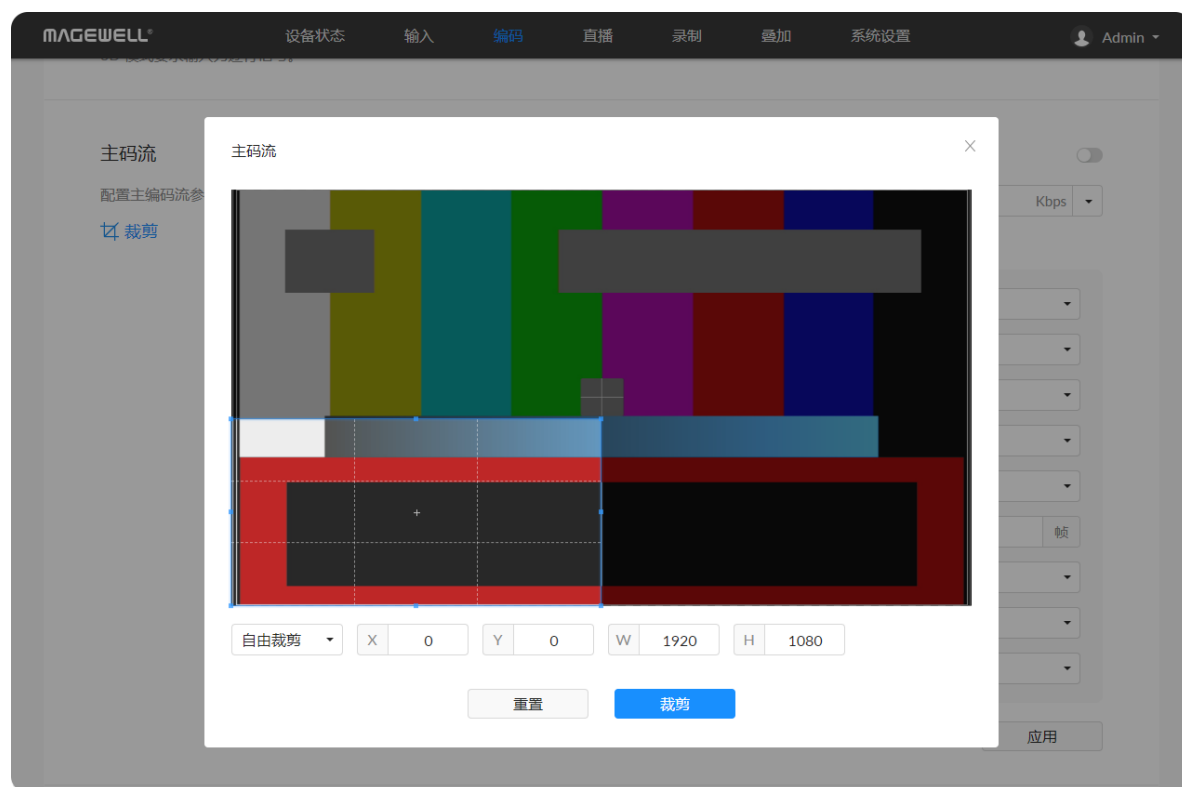 MAGEWELL® 设备状态 输入 编码 直播 录制 叠加 系统设置 Admin
主码流
配置主编码流参
裁剪
主码流
Kbps
帧
自由裁剪 X 0 Y 0 W 1920 H 1080
重置 裁剪
应用